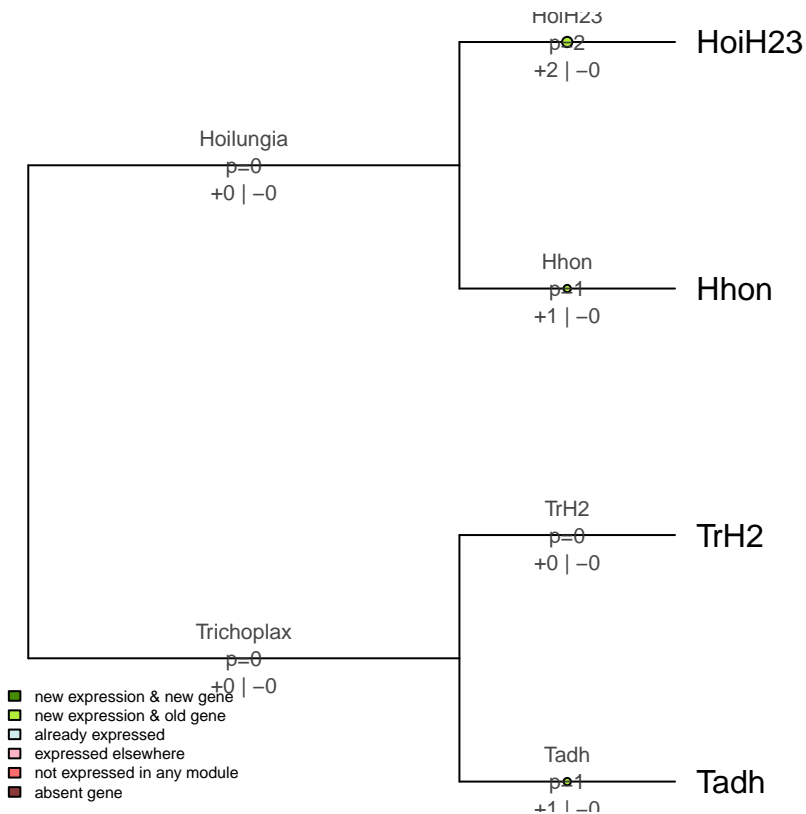 HoiH23
p=2
+2 | −0
HoiH23
Hoilungia
p=0
+0 | −0
Hhon
p=1
+1 | −0
Hhon
TrH2
p=0
+0 | −0
TrH2
Trichoplax
p=0
+0 | −0
new expression & new gene
new expression & old gene
already expressed
expressed elsewhere
not expressed in any module
absent gene
Tadh
p=1
+1 | −0
Tadh